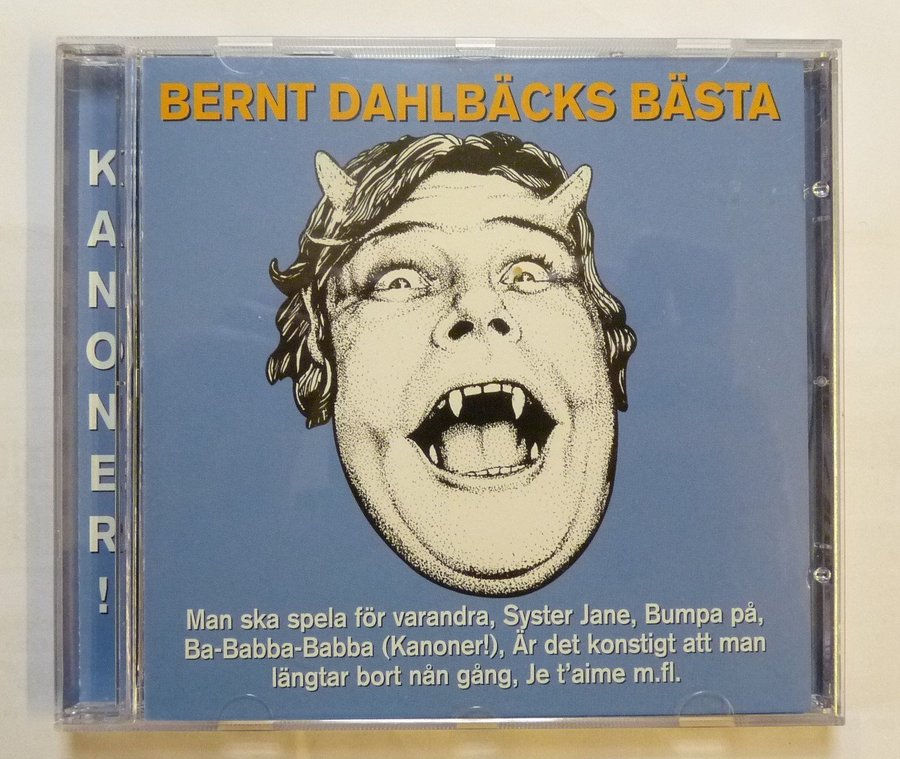 KANONER!
BERNT DAHLBÄCKS BÄSTA
Man ska spela för varandra, Syster Jane, Bumpa på,
Ba-Babba-Babba (Kanoner!), Är det konstigt att man
längtar bort nån gång, Je t'aime m.fl.